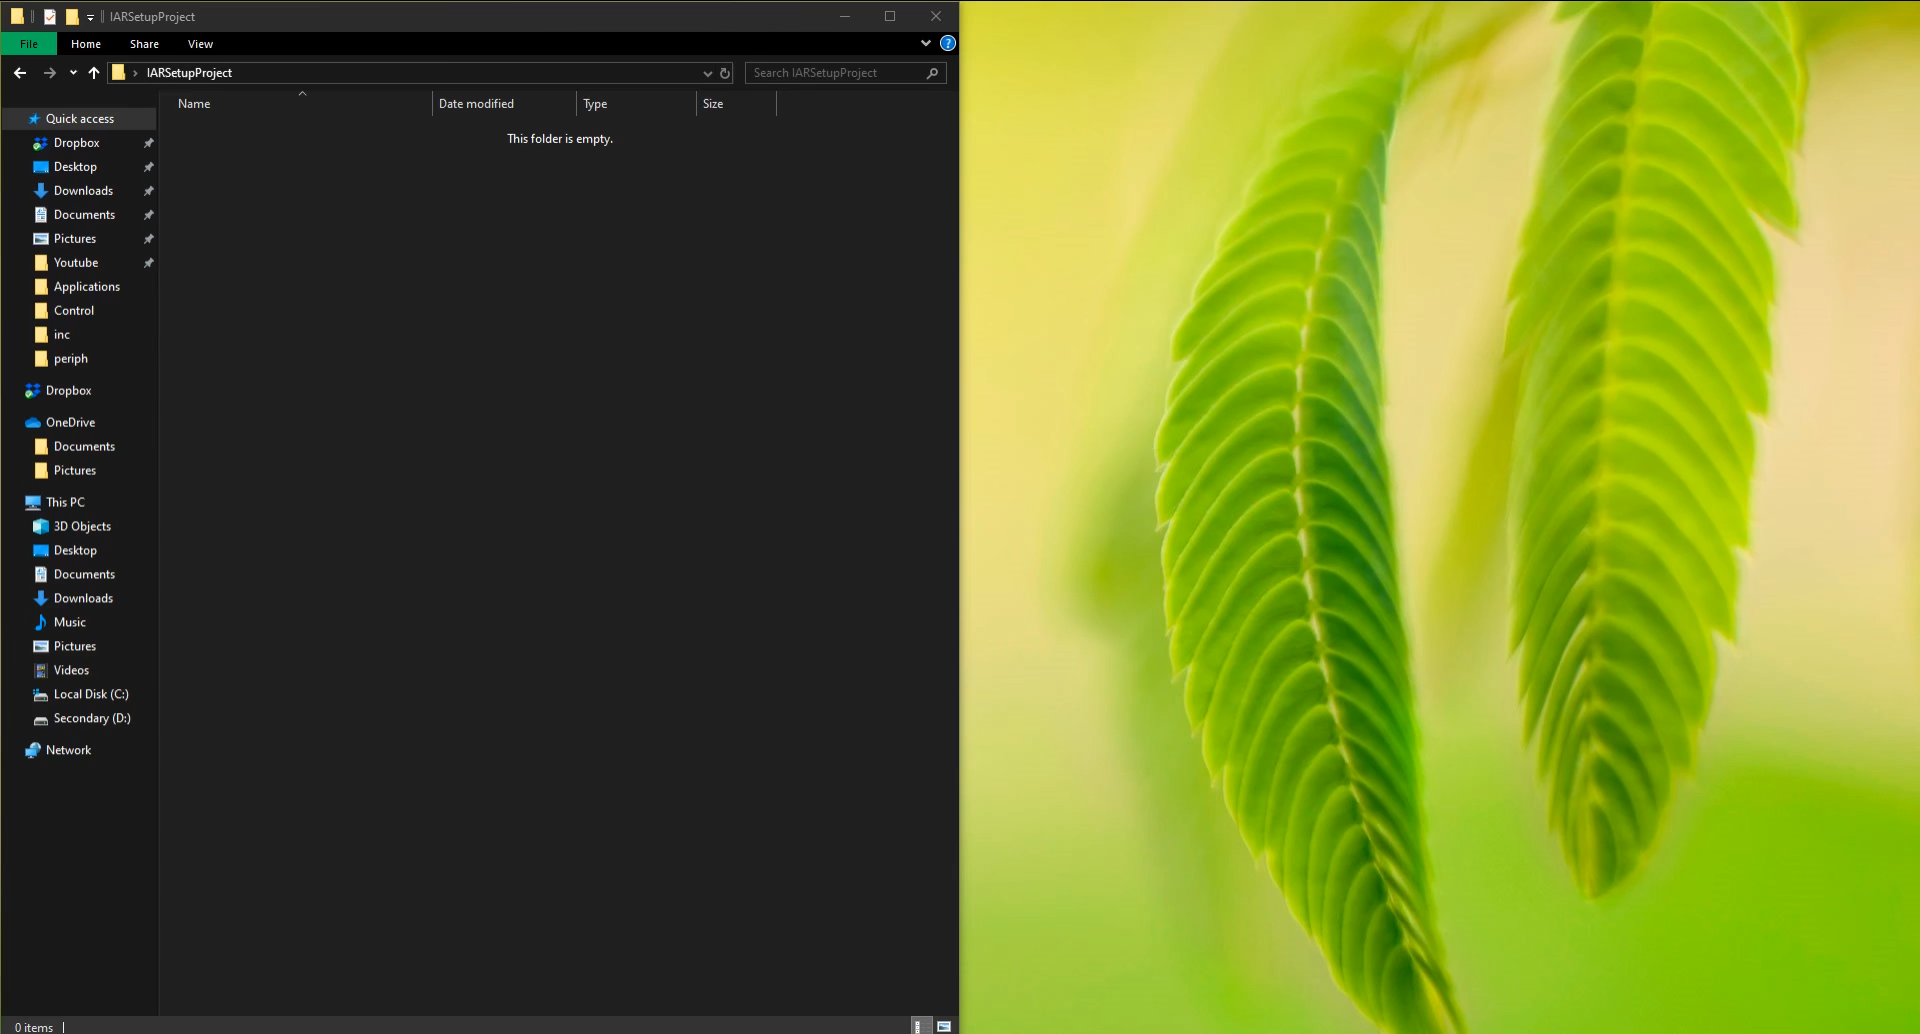 IARSetupProject
File Home Share View
IARSetupProject Search IARSetupProject
Name Date modified Type Size
This folder is empty.
Quick access
Dropbox
Desktop
Downloads
Documents
Pictures
Youtube
Applications
Control
inc
periph
Dropbox
OneDrive
Documents
Pictures
This PC
3D Objects
Desktop
Documents
Downloads
Music
Pictures
Videos
Local Disk (C:)
Secondary (D:)
Network
0 items